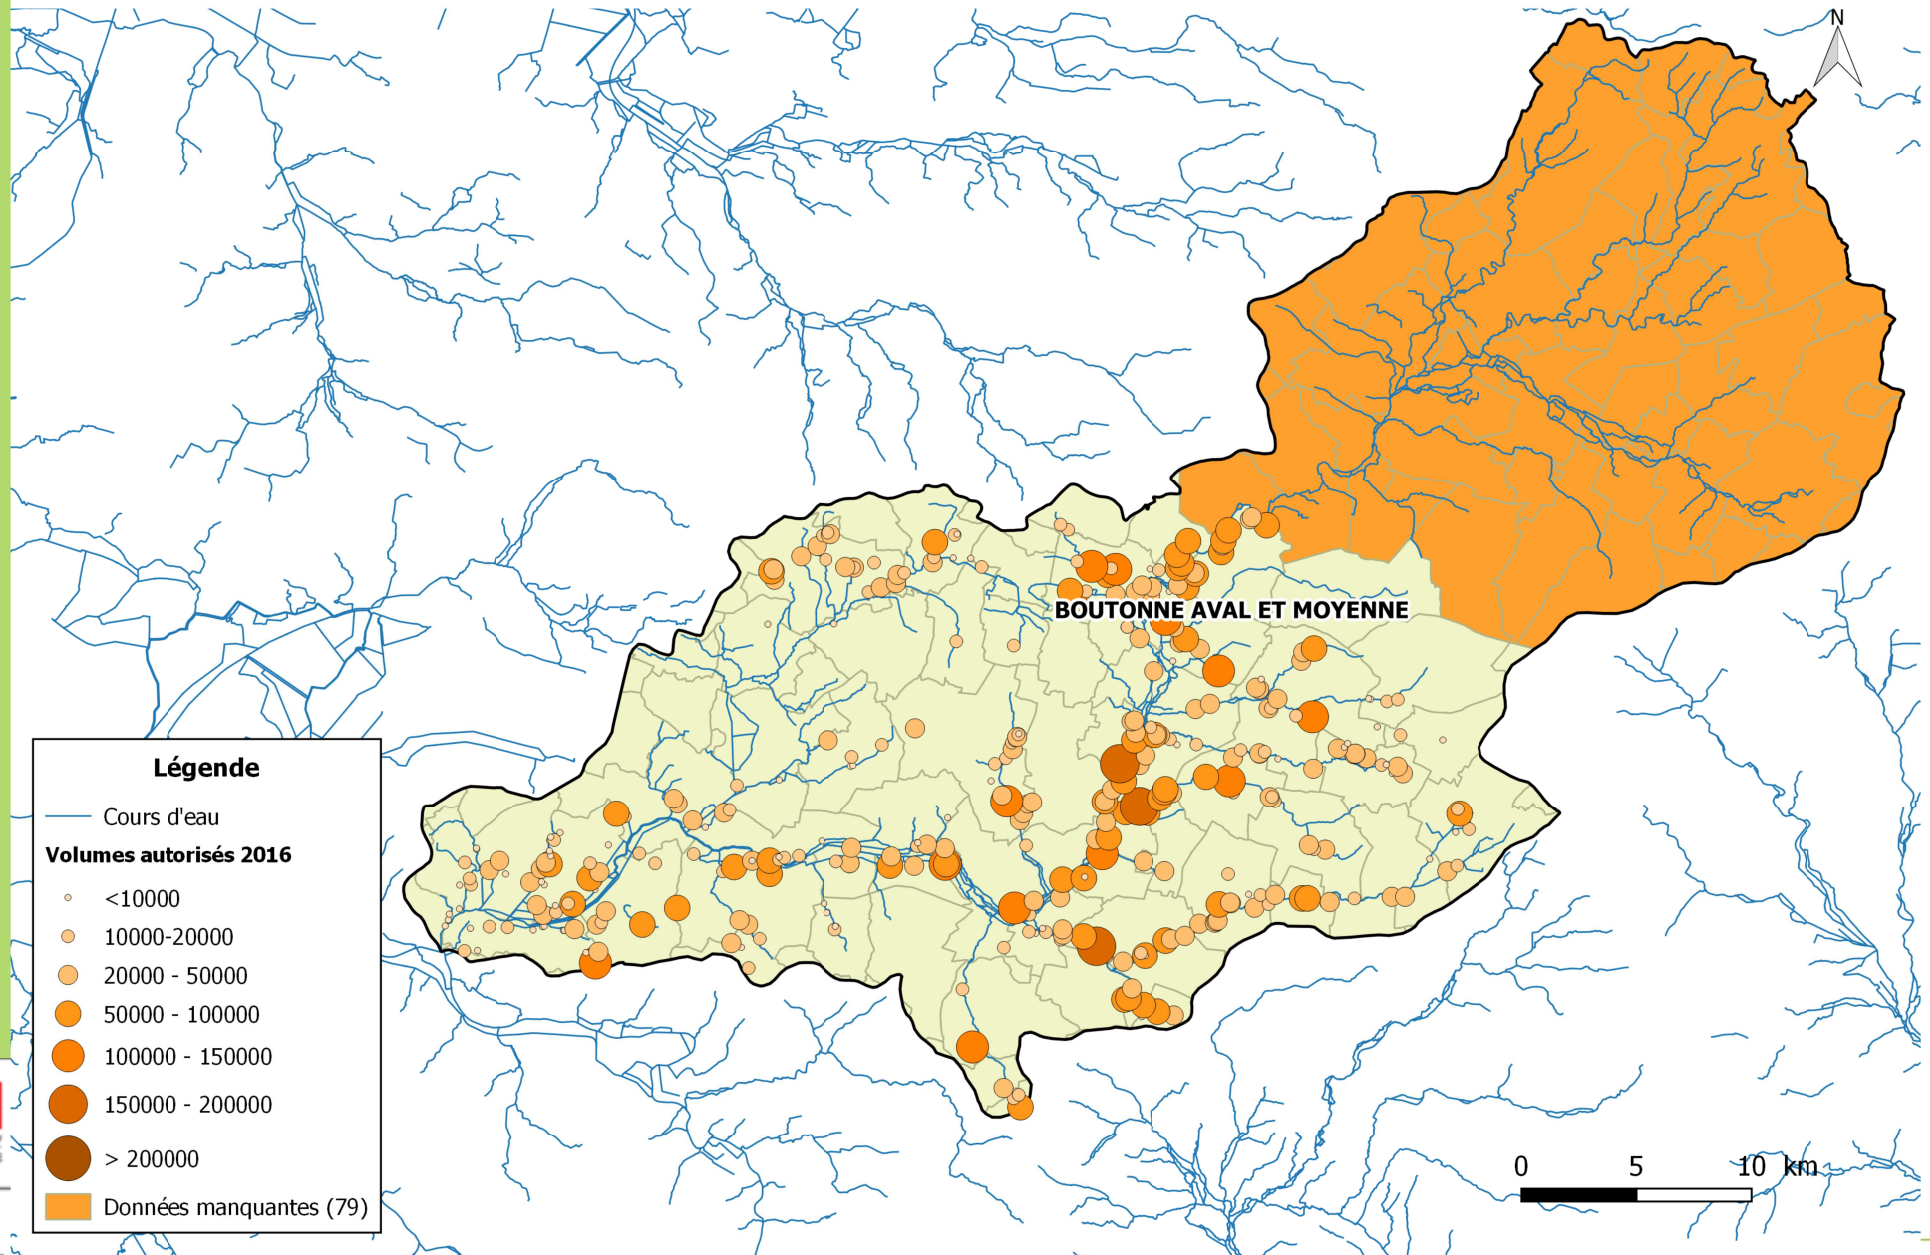 N
BOUTONNE AVAL ET MOYENNE
Légende
Cours d'eau
Volumes autorisés 2016
<10000
10000-20000
20000 - 50000
50000 - 100000
100000 - 150000
150000 - 200000
> 200000
Données manquantes (79)
0 5 10 km